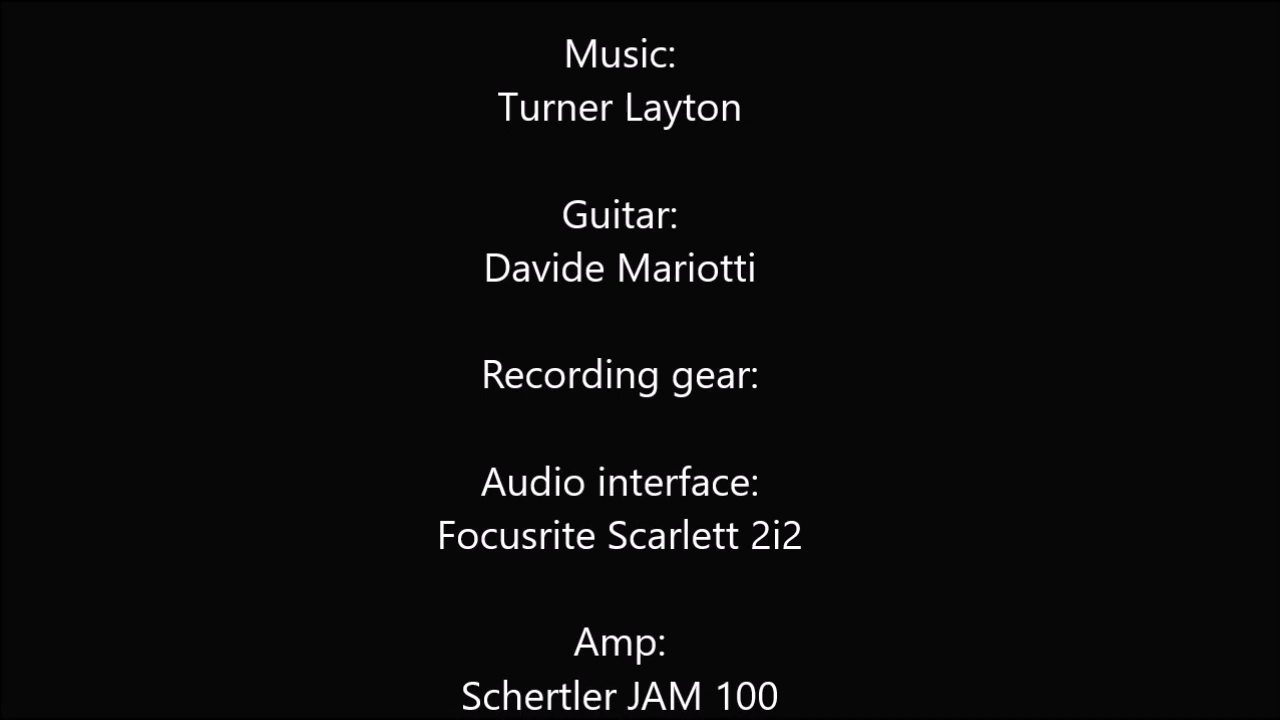 Music:
Turner Layton
Guitar:
Davide Mariotti
Recording gear:
Audio interface:
Focusrite Scarlett 2i2
Amp:
Schertler JAM 100